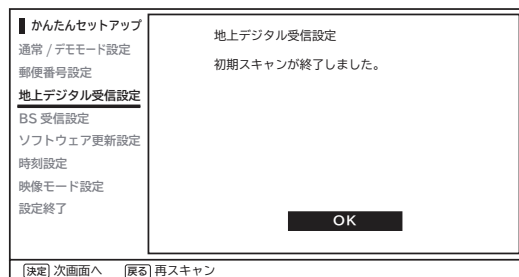 かんたんセットアップ
通常 / デモモード設定
郵便番号設定
地上デジタル受信設定
BS 受信設定
ソフトウェア更新設定
時刻設定
映像モード設定
設定終了
地上デジタル受信設定
初期スキャンが終了しました。
OK
決定 次画面へ 戻る 再スキャン